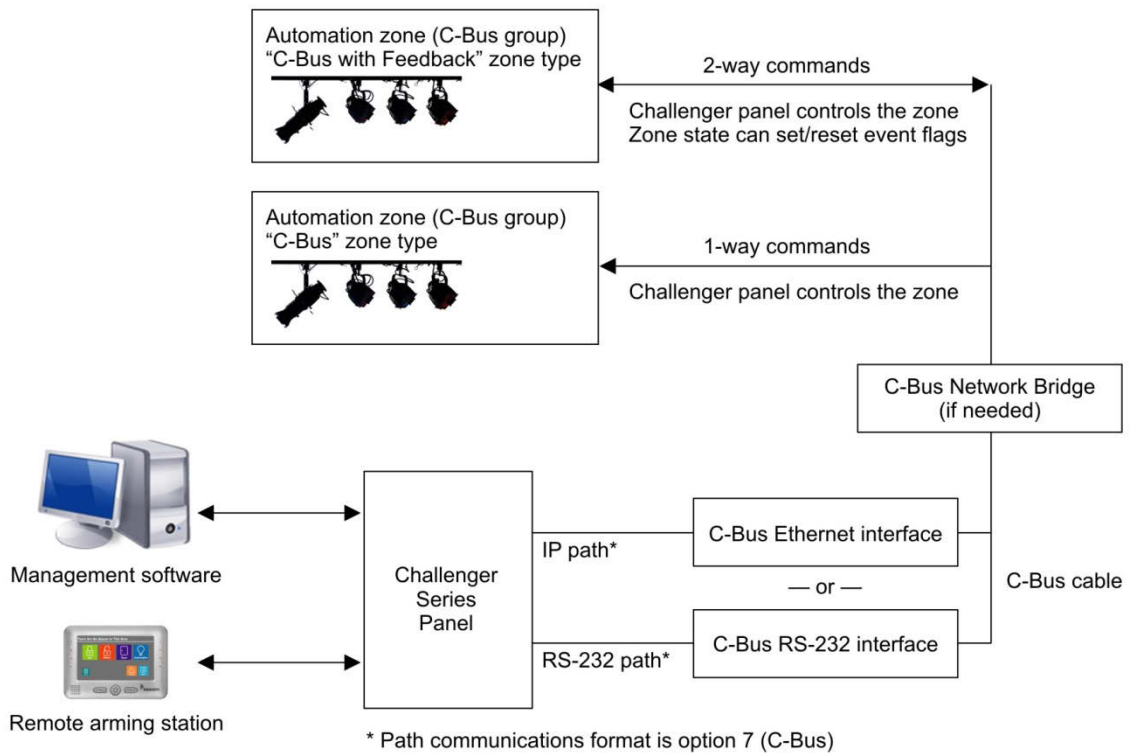 Automation zone (C-Bus group)
“C-Bus with Feedback” zone type
2-way commands
Challenger panel controls the zone
Zone state can set/reset event flags
Automation zone (C-Bus group)
“C-Bus” zone type
1-way commands
Challenger panel controls the zone
C-Bus Network Bridge
(if needed)
Management software
Challenger
Series
Panel
IP path*
C-Bus Ethernet interface
— or —
C-Bus cable
RS-232 path*
C-Bus RS-232 interface
Remote arming station
* Path communications format is option 7 (C-Bus)